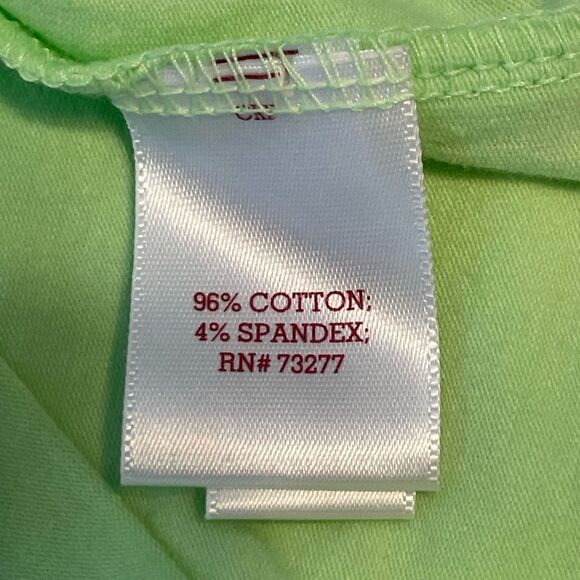 96% COTTON;
4% SPANDEX;
RN# 73277